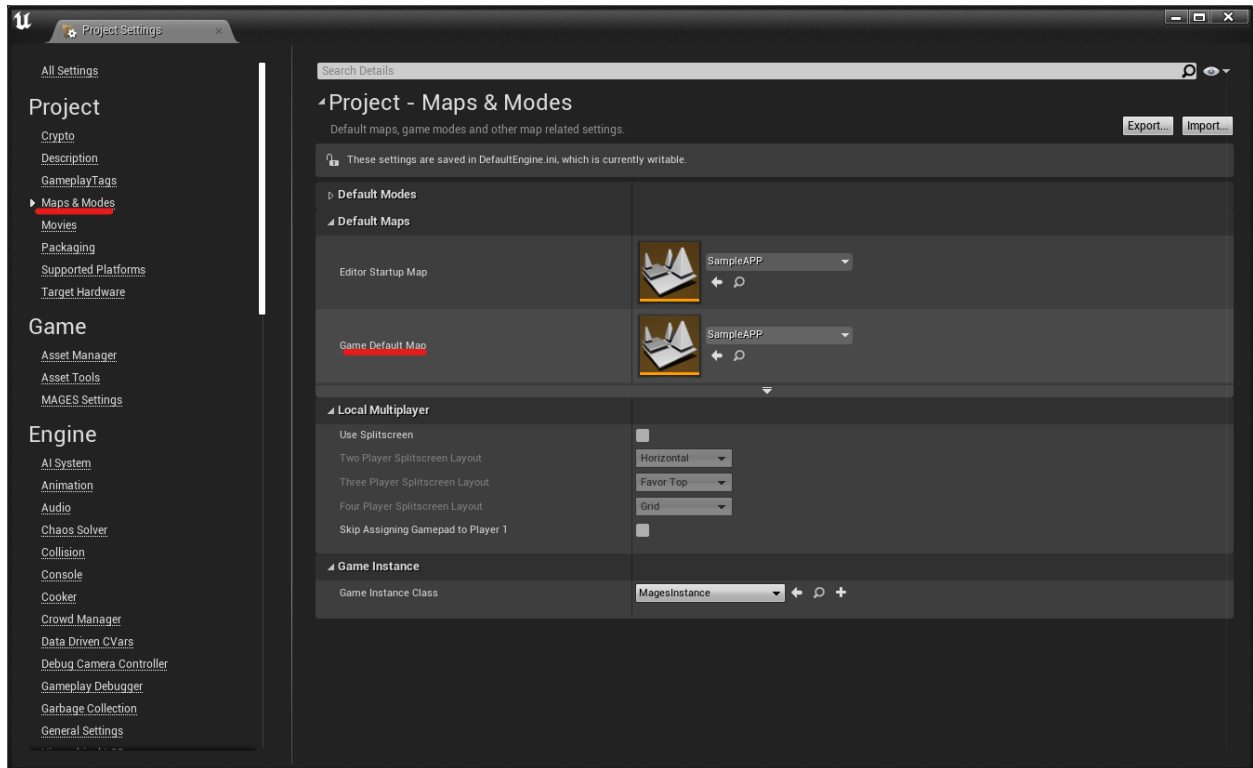 Project Settings
All Settings
Project
Crypto
Description
GameplayTags
Maps & Modes
Movies
Packaging
Supported Platforms
Target Hardware
Game
Asset Manager
Asset Tools
MAGES Settings
Engine
AI System
Animation
Audio
Chaos Solver
Collision
Console
Cooker
Crowd Manager
Data Driven CVars
Debug Camera Controller
Gameplay Debugger
Garbage Collection
General Settings
Search Details
Project - Maps & Modes
Default maps, game modes and other map related settings.
Export... Import...
These settings are saved in DefaultEngine.ini, which is currently writable.
Default Modes
Default Maps
Editor Startup Map SampleAPP
Game Default Map SampleAPP
Local Multiplayer
Use Splitscreen
Two Player Splitscreen Layout Horizontal
Three Player Splitscreen Layout Favor Top
Four Player Splitscreen Layout Grid
Skip Assigning Gamepad to Player 1
Game Instance
Game Instance Class MagesInstance